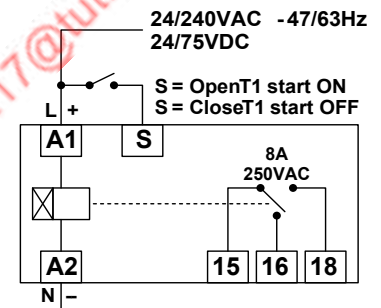 24/240VAC - 47/63Hz
24/75VDC
S = OpenT1 start ON
S = CloseT1 start OFF
L +
A1 S
8A
250VAC
A2 15 16 18
N –